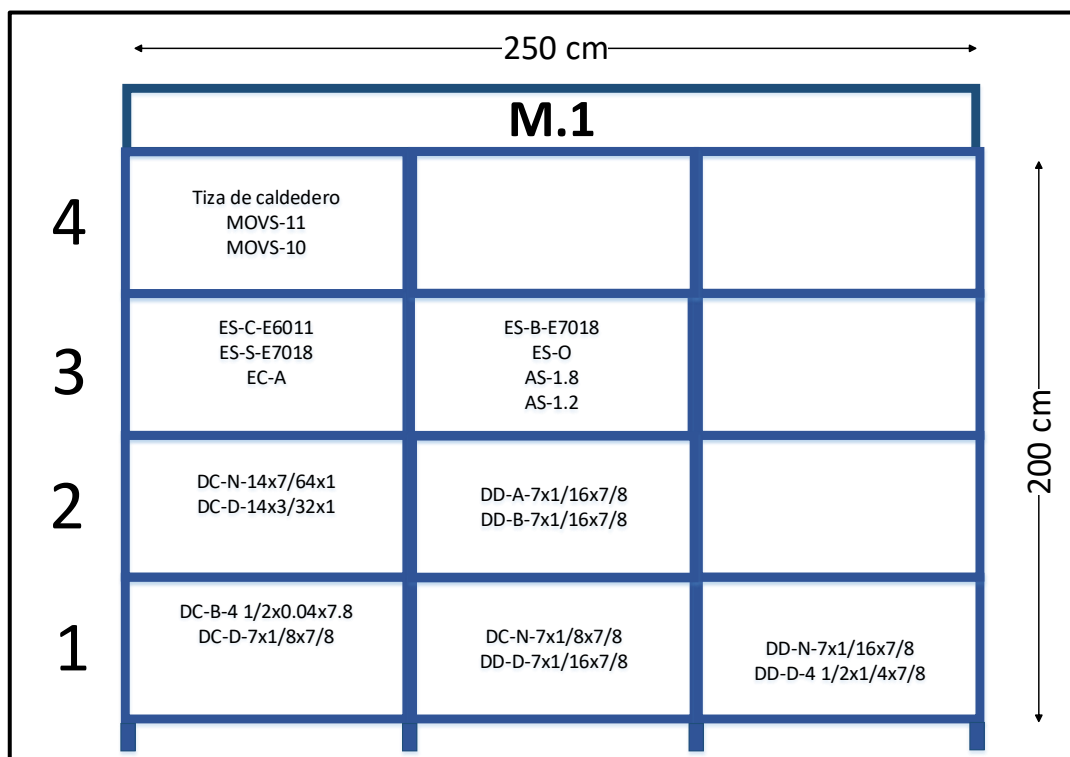 250 cm
M.1
4
Tiza de caldedero
MOVS-11
MOVS-10
3
ES-C-E6011
ES-S-E7018
EC-A
ES-B-E7018
ES-O
AS-1.8
AS-1.2
200 cm
2
DC-N-14x7/64x1
DC-D-14x3/32x1
DD-A-7x1/16x7/8
DD-B-7x1/16x7/8
1
DC-B-4 1/2x0.04x7.8
DC-D-7x1/8x7/8
DC-N-7x1/8x7/8
DD-D-7x1/16x7/8
DD-N-7x1/16x7/8
DD-D-4 1/2x1/4x7/8